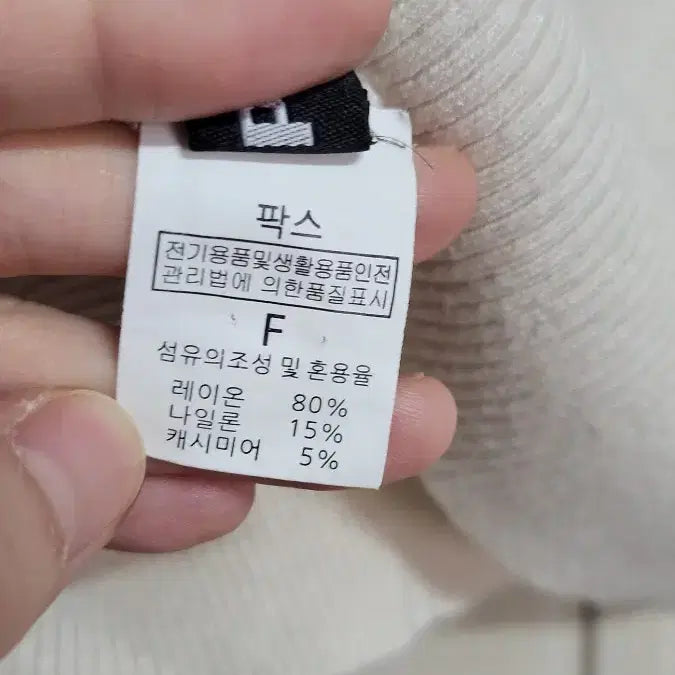 팍스
전기용품및생활용품인전
관리법에 의한품질표시
F
섬유의조성 및 혼용율
레이온 80%
나일론 15%
캐시미어 5%